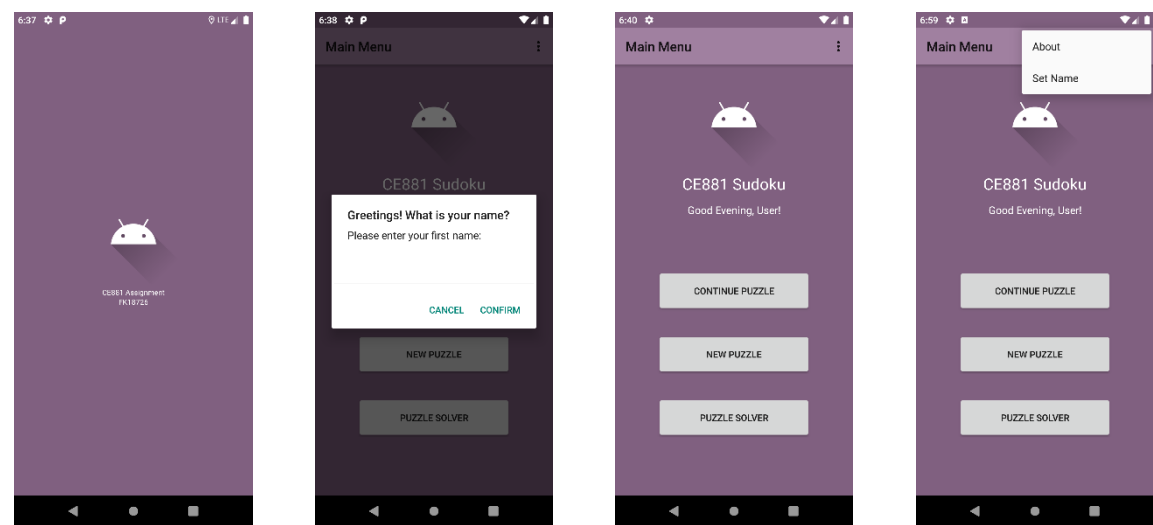 6:37
LTE
CE881 Assignment
FK18726
6:38
Main Menu
CE881 Sudoku
Greetings! What is your name?
Please enter your first name:
CANCEL CONFIRM
NEW PUZZLE
PUZZLE SOLVER
6:40
Main Menu
CE881 Sudoku
Good Evening, User!
CONTINUE PUZZLE
NEW PUZZLE
PUZZLE SOLVER
6:59
Main Menu
About
Set Name
CE881 Sudoku
Good Evening, User!
CONTINUE PUZZLE
NEW PUZZLE
PUZZLE SOLVER